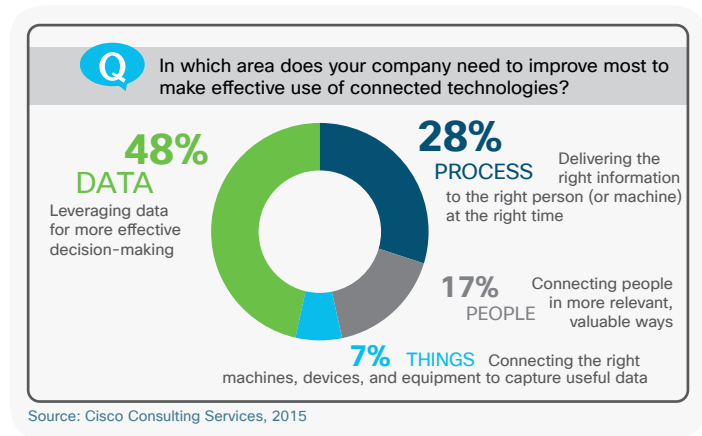 Q
In which area does your company need to improve most to
make effective use of connected technologies?
48%
DATA
Leveraging data
for more effective
decision-making
28%
PROCESS
Delivering the
right information
to the right person (or machine)
at the right time
17%
PEOPLE
Connecting people
in more relevant,
valuable ways
7% THINGS Connecting the right
machines, devices, and equipment to capture useful data
Source: Cisco Consulting Services, 2015